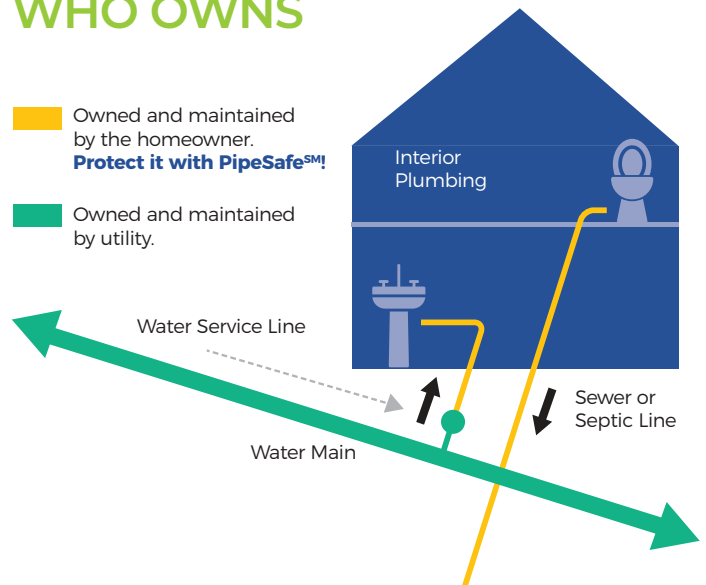 WHO OWNS
Owned and maintained
by the homeowner.
Protect it with PipeSafe℠!
Owned and maintained
by utility.
Interior
Plumbing
Water Service Line
Sewer or
Septic Line
Water Main